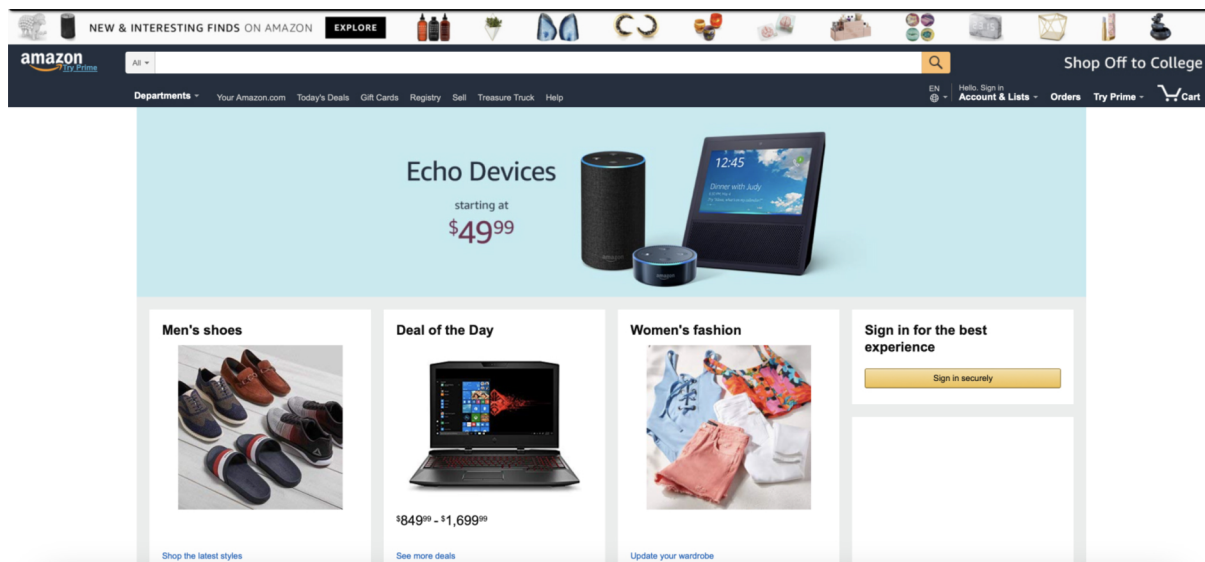 NEW & INTERESTING FINDS ON AMAZON EXPLORE
amazon
Try Prime
All
Shop Off to College
Departments Your Amazon.com Today's Deals Gift Cards Registry Sell Treasure Truck Help
EN
Hello. Sign in
Account & Lists Orders Try Prime Cart
Echo Devices
starting at
$49.99
12:45
Dinner with Judy
amazon
amazon
Men's shoes
Shop the latest styles
Deal of the Day
$849.99 - $1,699.99
See more deals
Women's fashion
Update your wardrobe
Sign in for the best
experience
Sign in securely